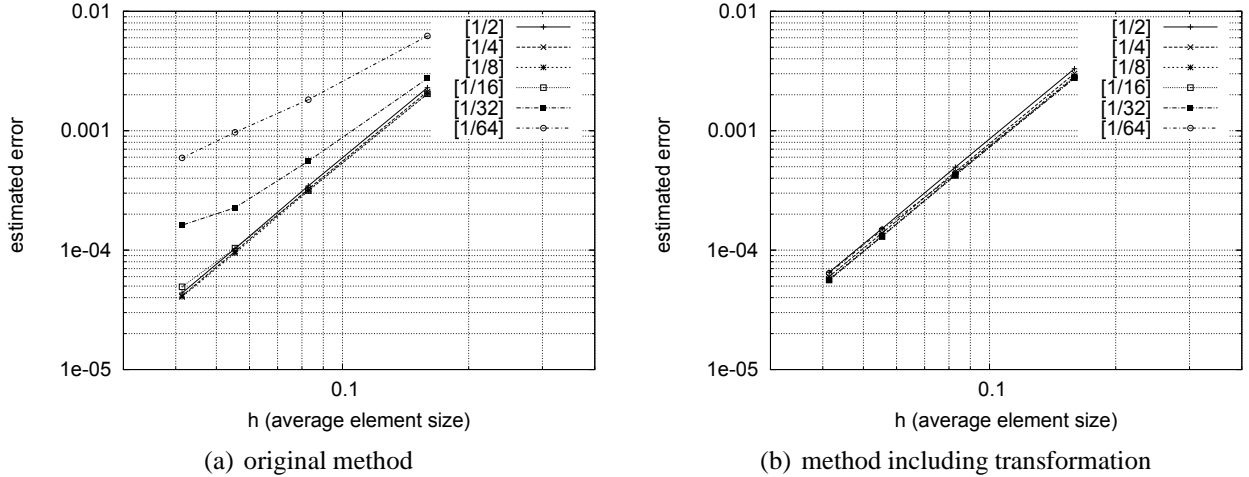 0.01
0.001
1e-04
1e-05
estimated error
0.1
h (average element size)
[1/2]
[1/4]
[1/8]
[1/16]
[1/32]
[1/64]
(a) original method
0.01
0.001
1e-04
1e-05
estimated error
0.1
h (average element size)
[1/2]
[1/4]
[1/8]
[1/16]
[1/32]
[1/64]
(b) method including transformation